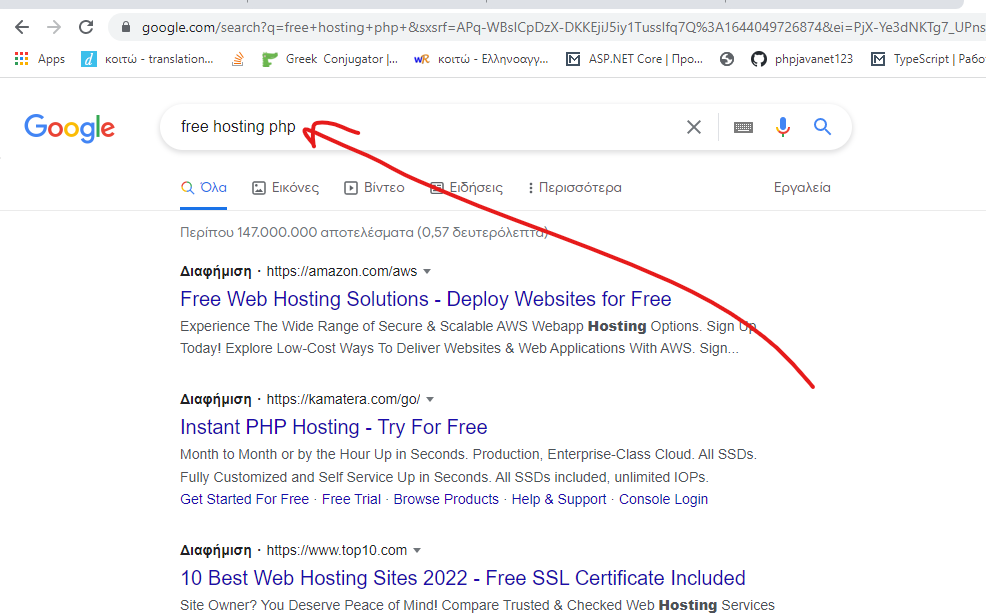 google.com/search?q=free+hosting+php+&sxsrf=APq-WBsICpDzX-DKKEjiJ5iy1TussIfq7Q%3A1644049726874&ei=PjX-Ye3dNKTg7_UPns
Apps κοιτώ - translation... Greek Conjugator |... wR κοιτώ - Ελληνοαγγ... ASP.NET Core | Про... phpjavanet123 TypeScript | Рабо
Google
free hosting php
Όλα Εικόνες Βίντεο Ειδήσεις Περισσότερα Εργαλεία
Περίπου 147.000.000 αποτελέσματα (0,57 δευτερόλεπτα)
Διαφήμιση · https://amazon.com/aws
Free Web Hosting Solutions - Deploy Websites for Free
Experience The Wide Range of Secure & Scalable AWS Webapp Hosting Options. Sign Up
Today! Explore Low-Cost Ways To Deliver Websites & Web Applications With AWS. Sign...
Διαφήμιση · https://kamatera.com/go/
Instant PHP Hosting - Try For Free
Month to Month or by the Hour Up in Seconds. Production, Enterprise-Class Cloud. All SSDs.
Fully Customized and Self Service Up in Seconds. All SSDs included, unlimited IOPs.
Get Started For Free · Free Trial · Browse Products · Help & Support · Console Login
Διαφήμιση · https://www.top10.com
10 Best Web Hosting Sites 2022 - Free SSL Certificate Included
Site Owner? You Deserve Peace of Mind! Compare Trusted & Checked Web Hosting Services